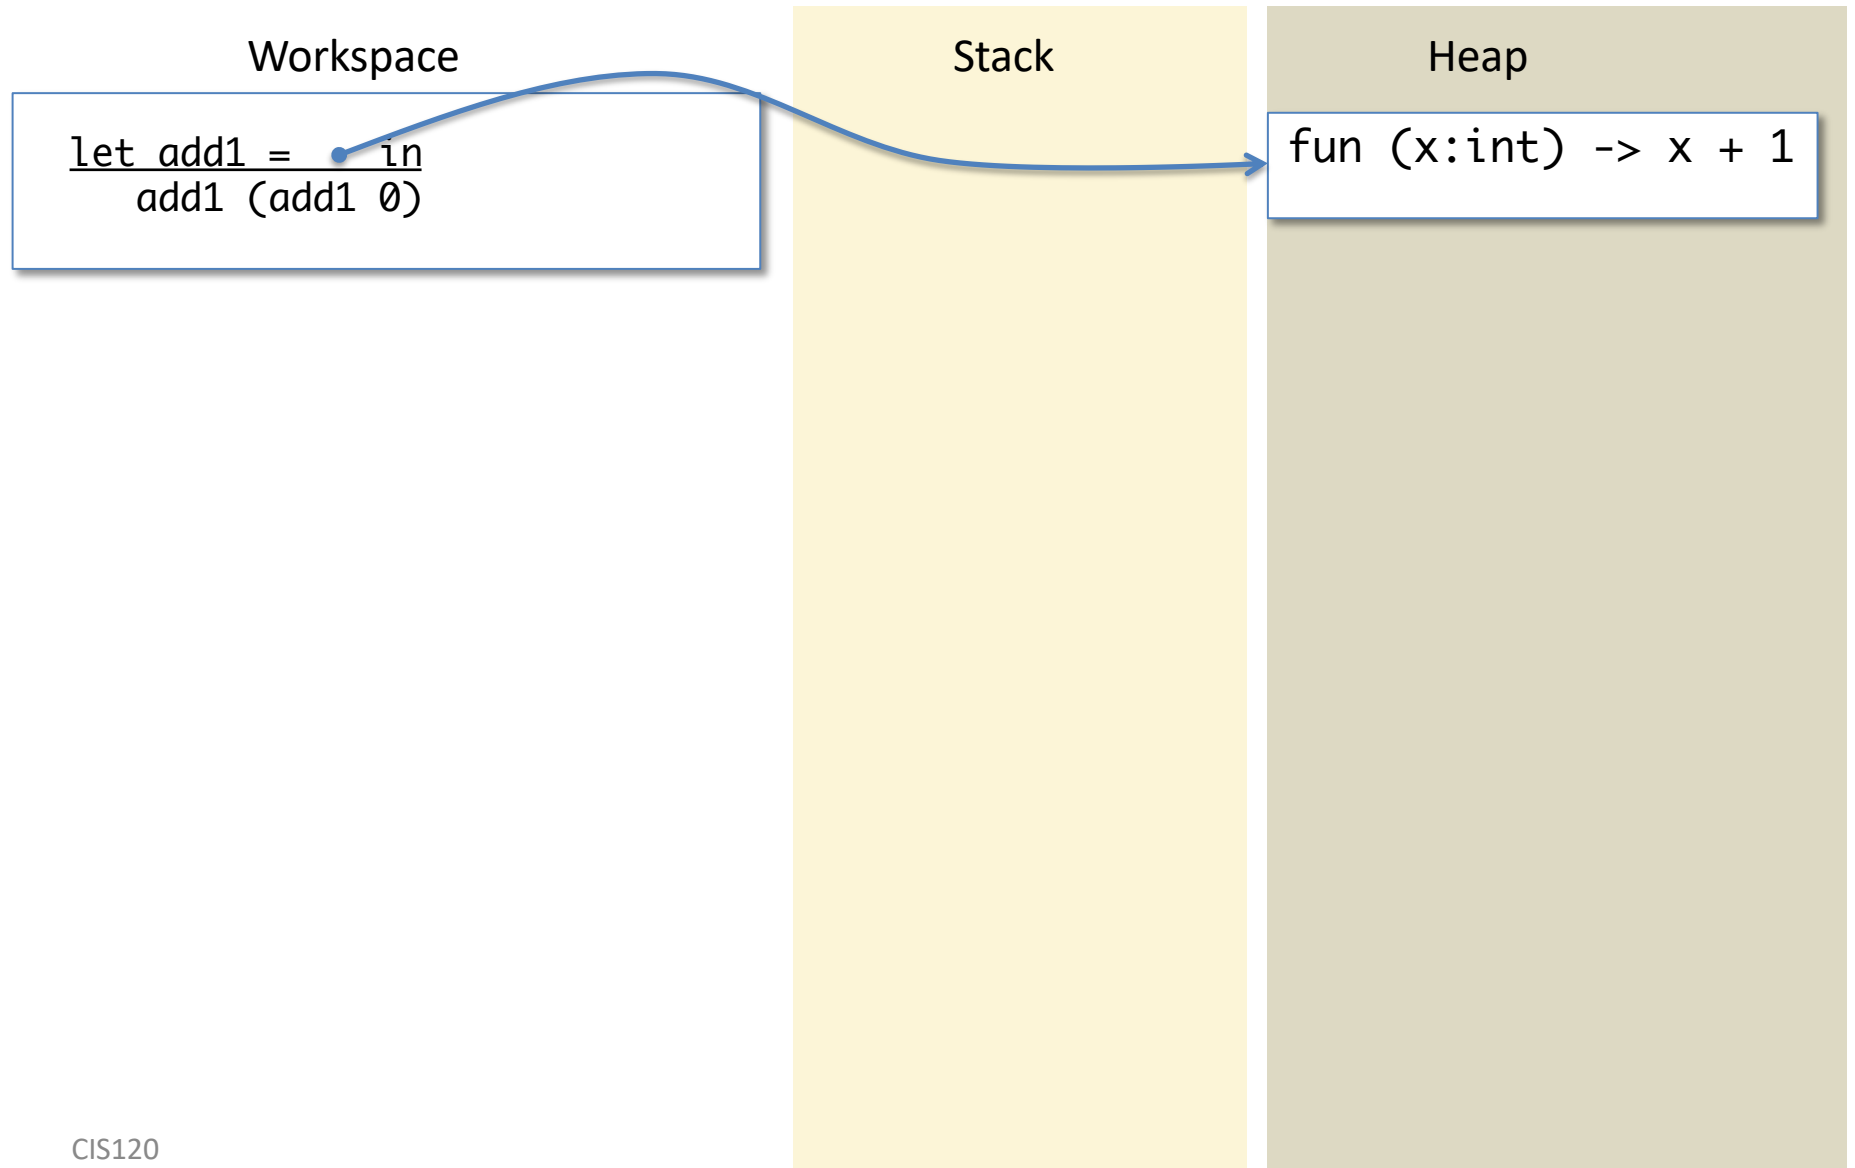 Workspace
Stack
Heap
let add1 = in
add1 (add1 0)
fun (x:int) -> x + 1
CIS120